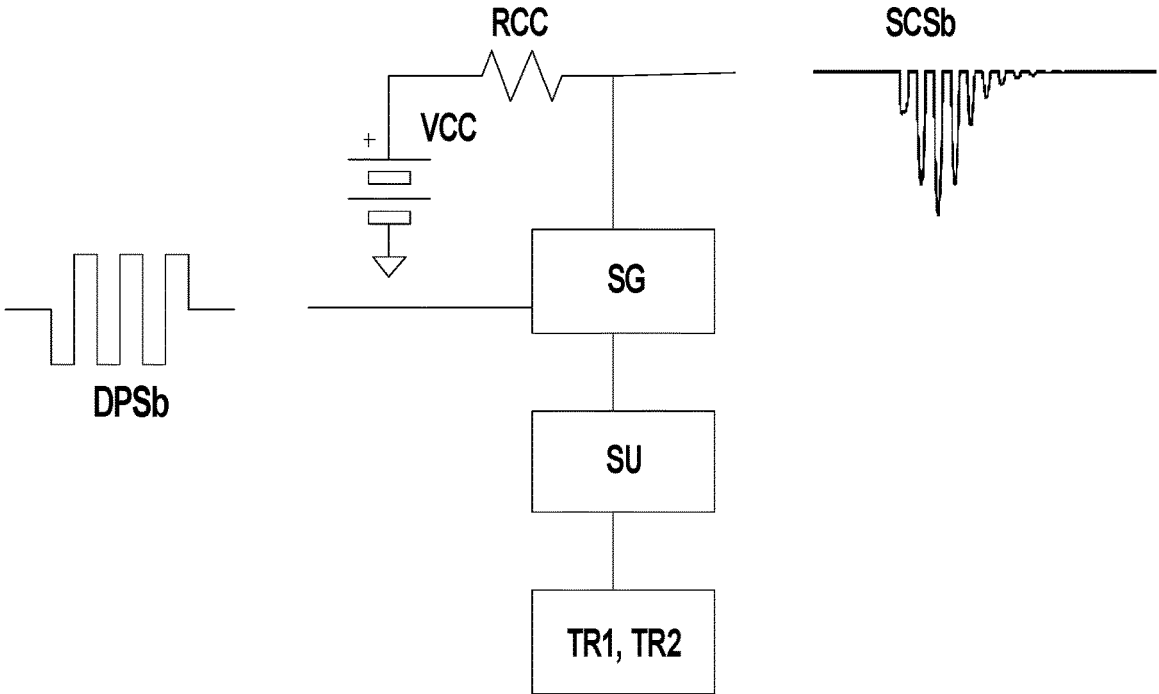 RCC
SCSb
+
VCC
SG
DPSb
SU
TR1, TR2